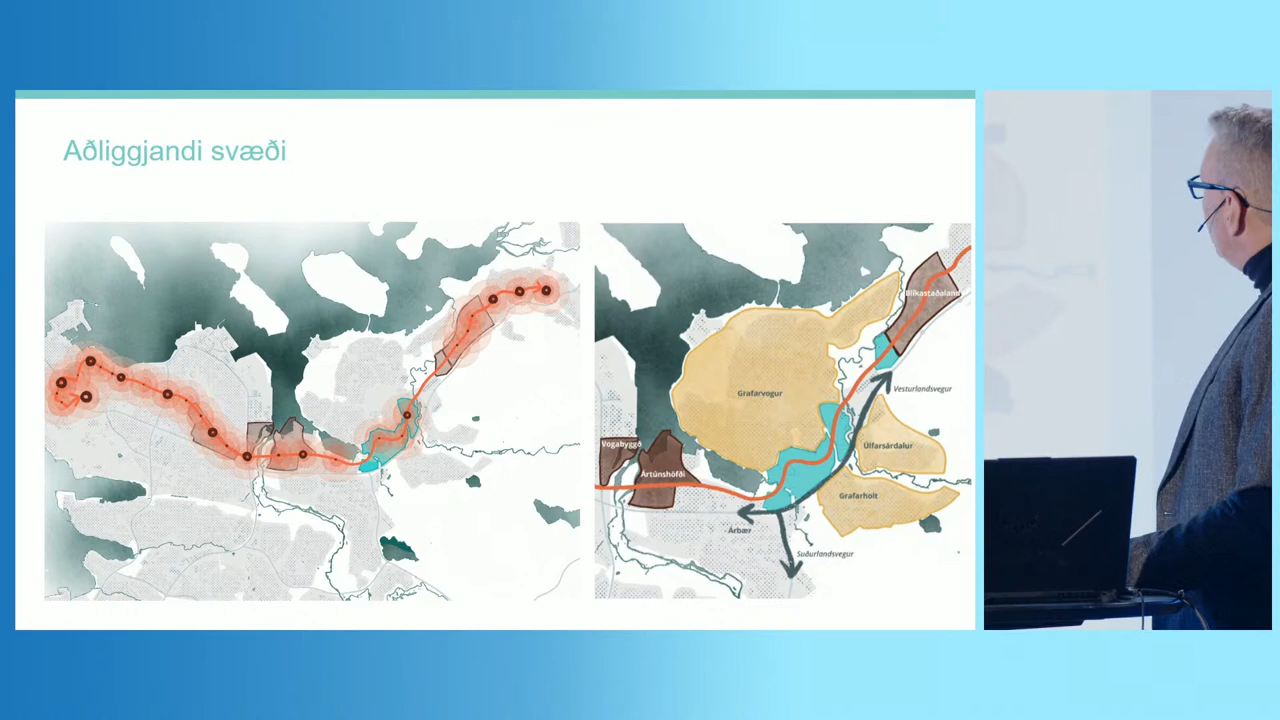 Aðliggjandi svæði
Blikastaðaland
Vesturlandsvegur
Grafarvogur
Vogabyggð
Úlfarsárdalur
Ártúnshöfði
Grafarholt
Árbær
Suðurlandsvegur